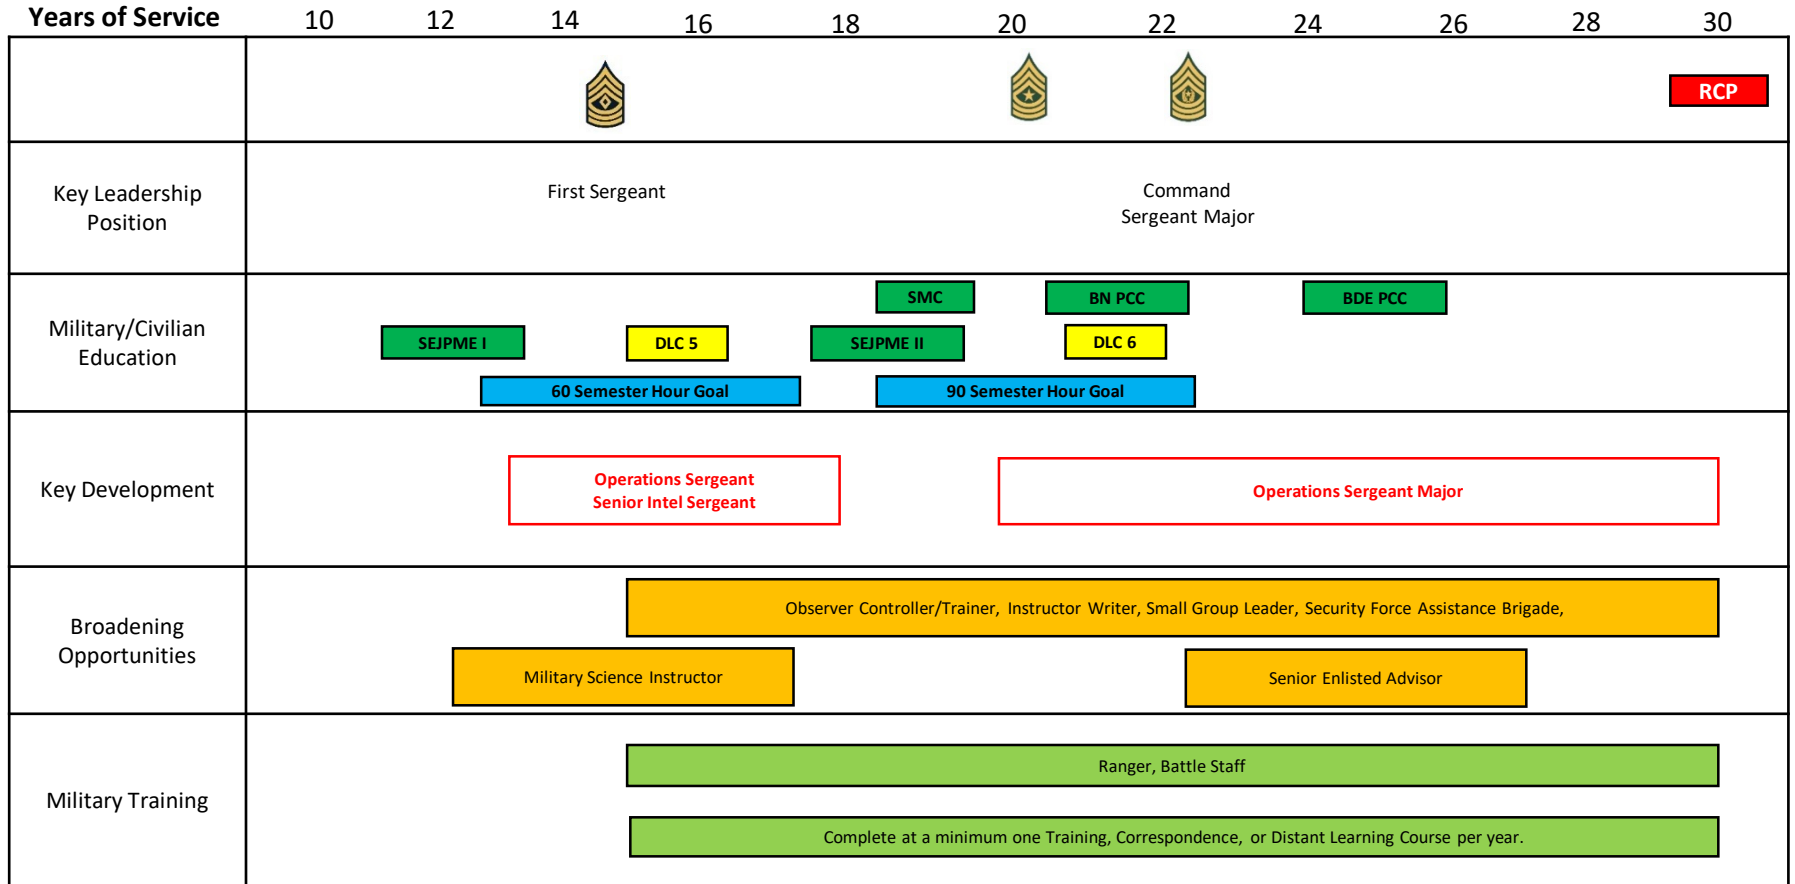 Years of Service
10
12
14
16
18
20
22
24
26
28
30
RCP
Key Leadership
Position
First Sergeant
Command
Sergeant Major
Military/Civilian
Education
SMC
BN PCC
BDE PCC
SEJPME I
DLC 5
SEJPME II
DLC 6
60 Semester Hour Goal
90 Semester Hour Goal
Key Development
Operations Sergeant
Senior Intel Sergeant
Operations Sergeant Major
Broadening
Opportunities
Observer Controller/Trainer, Instructor Writer, Small Group Leader, Security Force Assistance Brigade,
Military Science Instructor
Senior Enlisted Advisor
Military Training
Ranger, Battle Staff
Complete at a minimum one Training, Correspondence, or Distant Learning Course per year.